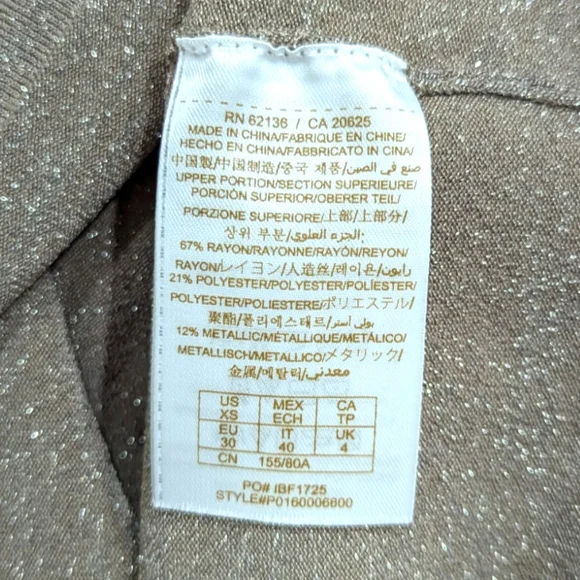 RN 62136 / CA 20625
MADE IN CHINA/FABRIQUE EN CHINE/
HECHO EN CHINA/FABBRICATO IN CINA/
中国製/中国制造/중국 제품/صنع في الصين
UPPER PORTION/SECTION SUPERIEURE/
PORCIÓN SUPERIOR/OBERER TEIL/
PORZIONE SUPERIORE/上部/上部分/
상위 부분/الجزء العلوي:
67% RAYON/RAYONNE/RAYÓN/REYON/
RAYON/レイヨン/人造丝/레이온/رايون
21% POLYESTER/POLYESTER/POLIÉSTER/
POLYESTER/POLIESTERE/ポリエステル/
聚酯/폴리에스테르/بولي أستر
12% METALLIC/MÉTALLIQUE/METÁLICO/
METALLISCH/METALLICO/メタリック/
金属/메탈릭/معدني
US MEX CA
XS ECH TP
EU IT UK
30 40 4
CN 155/80A
PO# IBF1725
STYLE#P0160006600